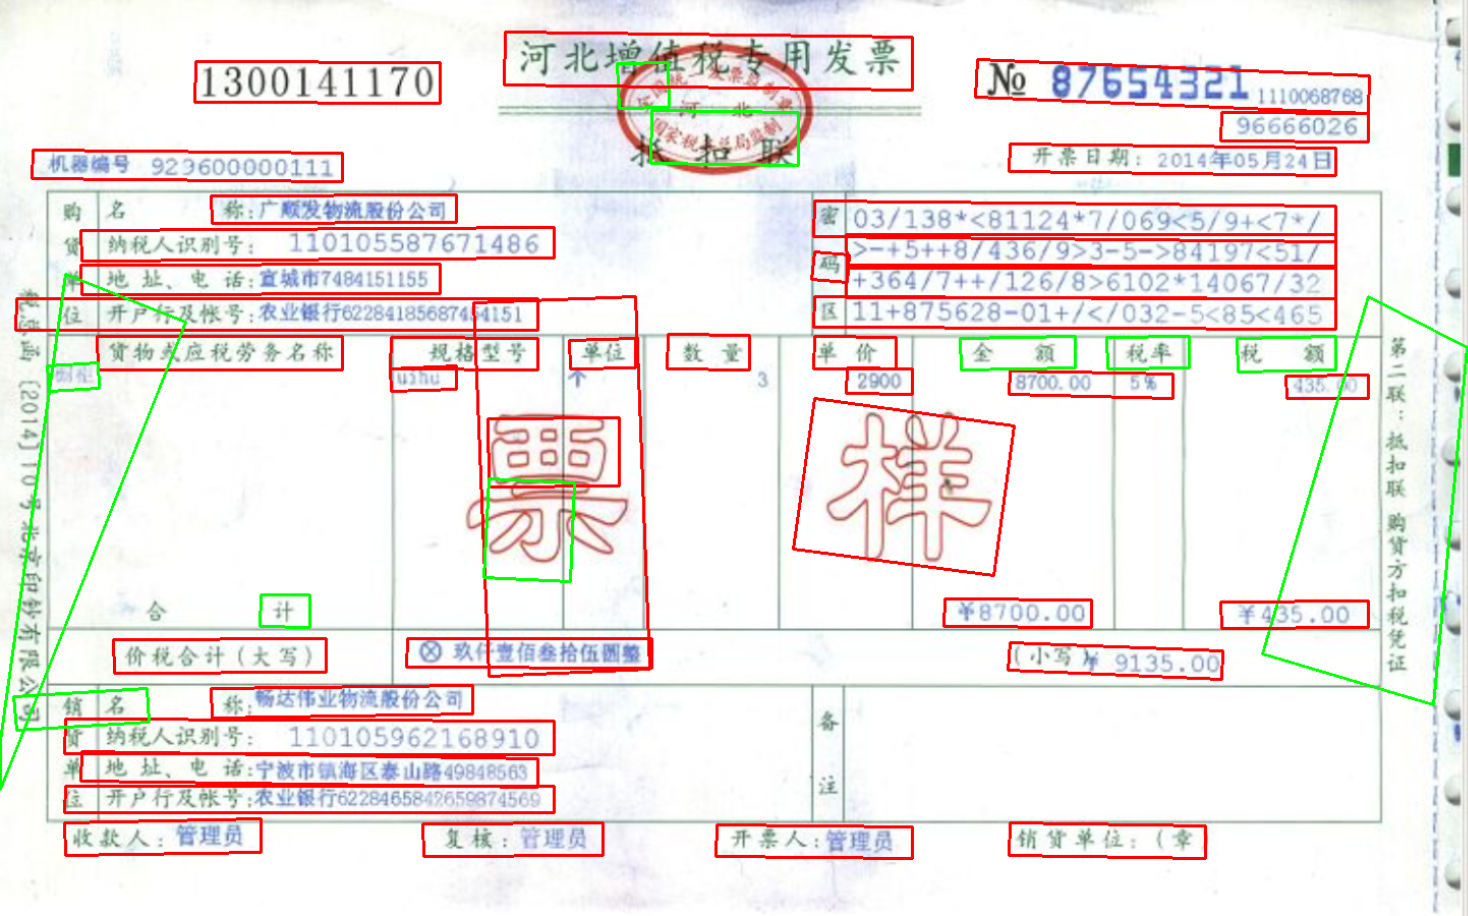 河北增值税专用发票
1300141170
№ 87654321 1110068768
全国统一发票监制章
河北
国家税务总局监制
96666026
抵扣联
机器编号 929600000111
开票日期: 2014年05月24日
购货单位
名 称: 广顺发物流股份公司
纳税人识别号: 110105587671486
地 址、电 话: 宣城市7484151155
开户行及帐号: 农业银行62284185687454151
密码区
03/138*<81124*7/069<5/9+<7*/
>-+5++8/436/9>3-5->84197<51/
+364/7++/126/8>6102*14067/32
11+875628-01+/</032-5<85<465
货物或应税劳务名称 规格型号 单位 数 量 单 价 金 额 税率 税 额
橱柜 uihu 个 3 2900 8700.00 5% 435.00
票样
合 计 ¥8700.00 ¥435.00
价税合计(大写) ⊗ 玖仟壹佰叁拾伍圆整 (小写) ¥ 9135.00
销货单位
名 称: 畅达伟业物流股份公司
纳税人识别号: 110105962168910
地 址、电 话: 宁波市镇海区泰山路49848563
开户行及帐号: 农业银行6228465842659874569
备注
收款人: 管理员 复核: 管理员 开票人: 管理员 销货单位: (章
〔2014〕10号北京印钞有限公司
第二联: 抵扣联 购货方扣税凭证